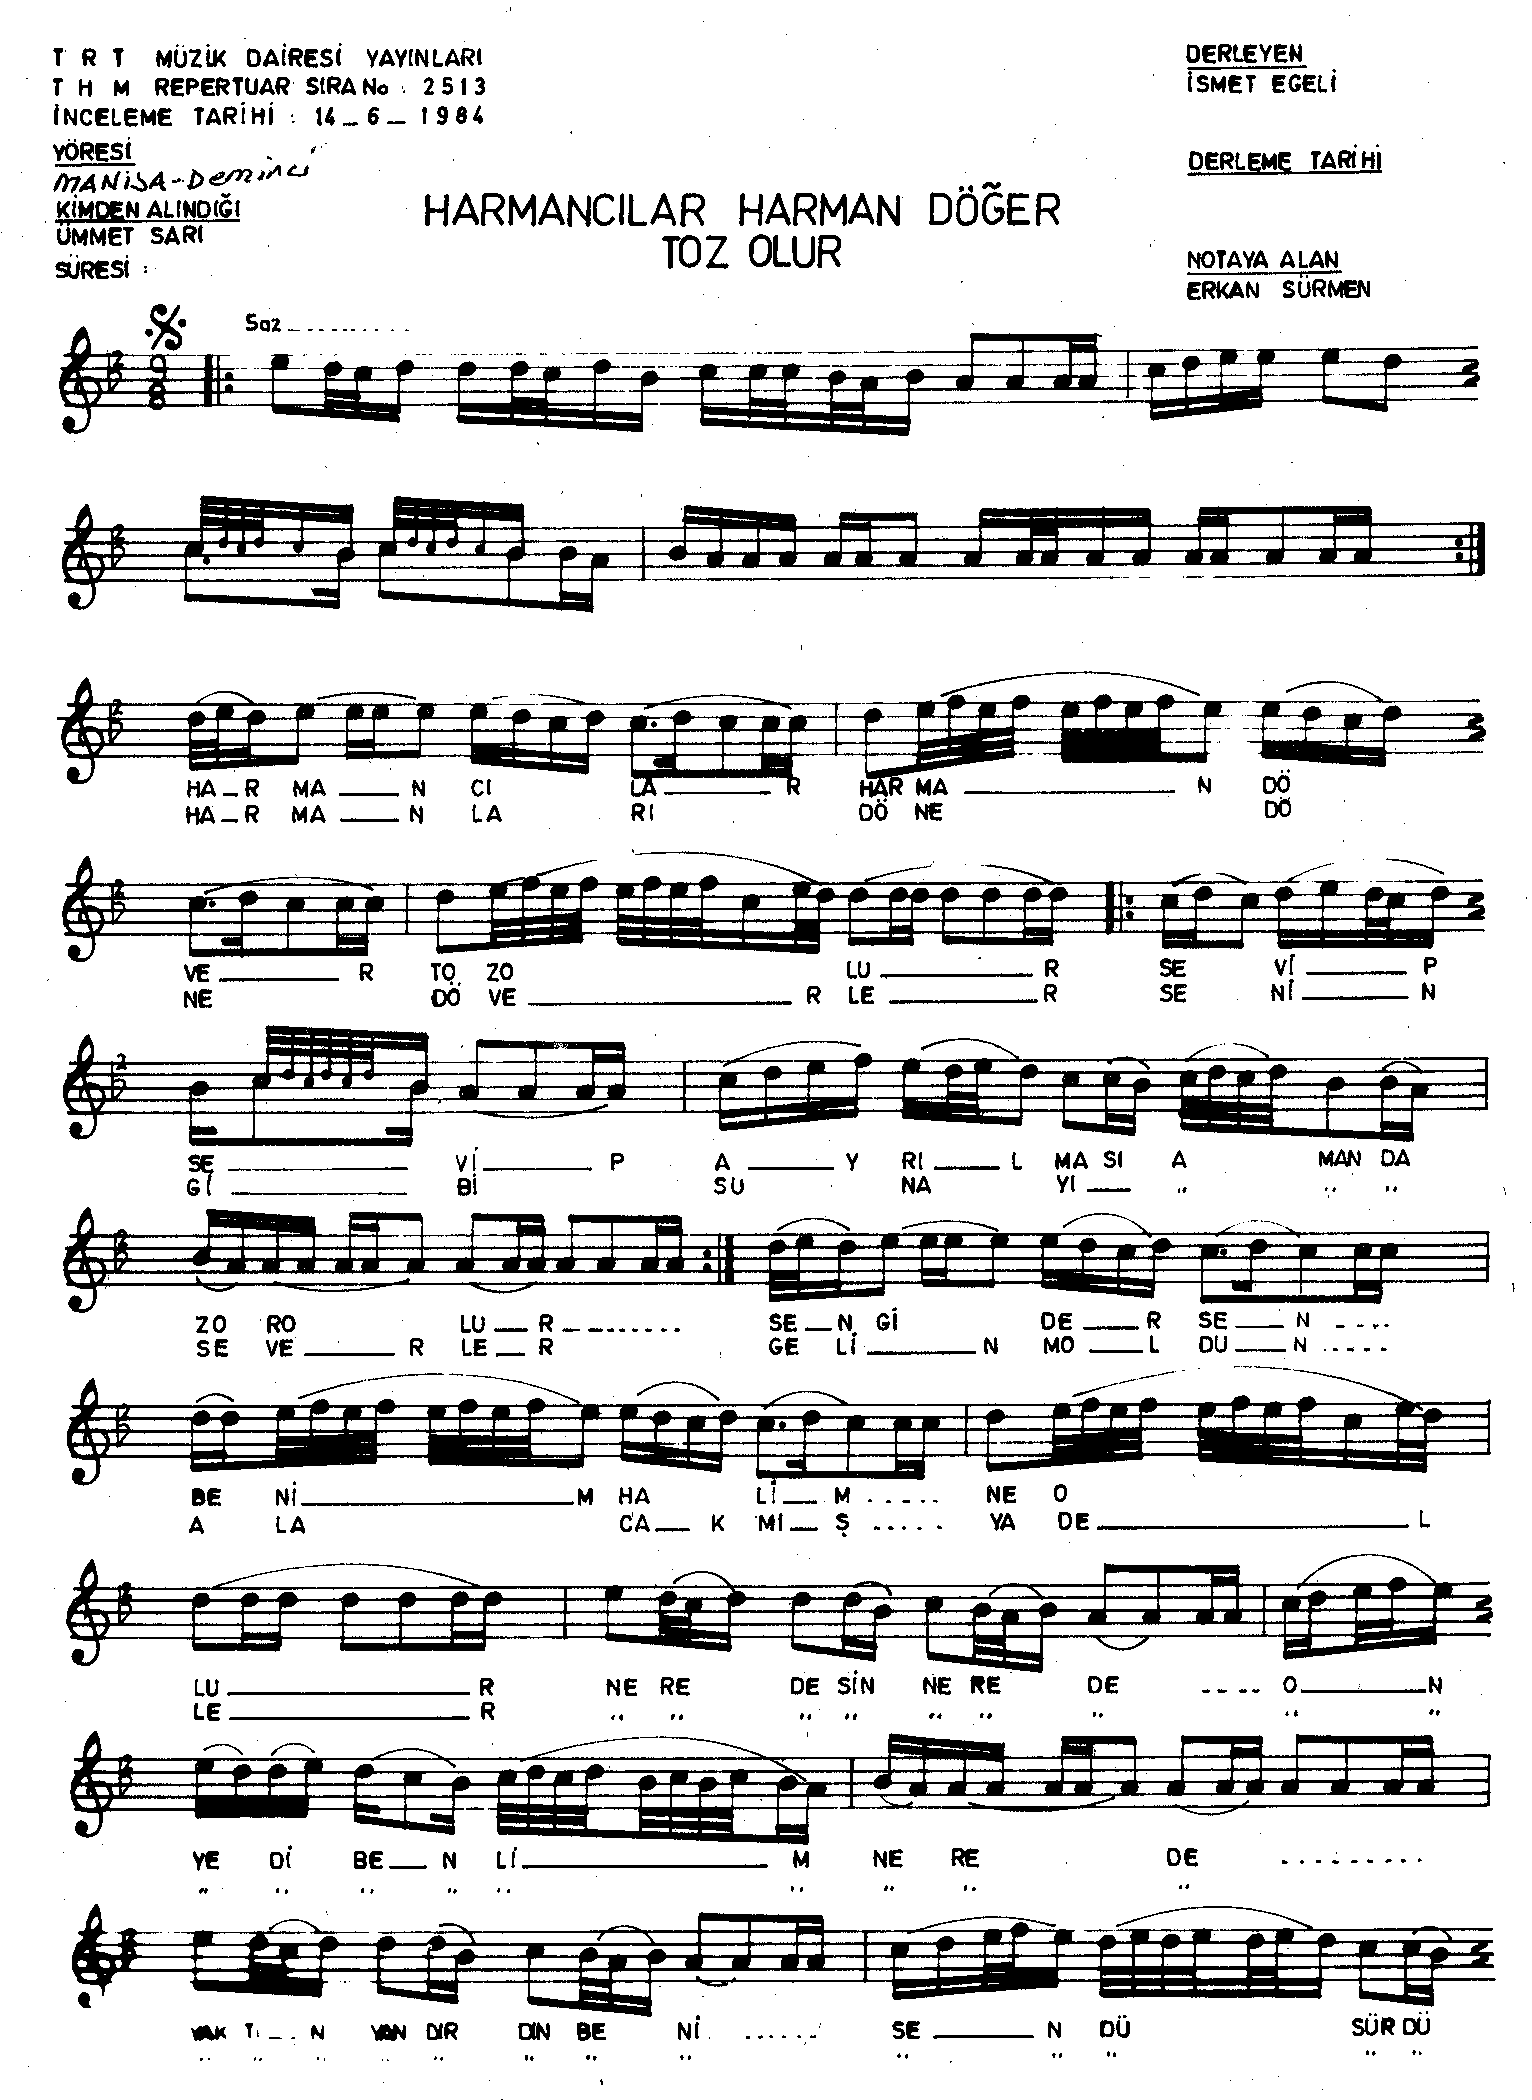 T R T MÜZİK DAİRESİ YAYINLARI
T H M REPERTUAR SIRA No : 2513
İNCELEME TARİHİ : 14 _ 6 _ 1984
YÖRESİ
MANİSA - Demirci
KİMDEN ALINDIĞI
ÜMMET SARI
SÜRESİ :
DERLEYEN
İSMET EGELİ
DERLEME TARİHİ
HARMANCILAR HARMAN DÖĞER
TOZ OLUR
NOTAYA ALAN
ERKAN SÜRMEN
9
8
Saz _ . . . . . . . . .
HA _ R MA ___ N CI LA ___ R HAR MA ___ N DÖ
HA _ R MA ___ N LA RI DÖ NE DÖ
VE ___ R TO ZO LU ___ R SE Vİ ___ P
NE DÖ VE ___ R LE ___ R SE Nİ ___ N
SE ___ Vİ ___ P A ___ Y RI _ L MA SI A MAN DA
Gİ ___ Bİ SU NA YI _ " " "
ZO RO LU _ R _ . . . . . . . SE _ N Gİ DE _ R SE _ N . . . . .
SE VE ___ R LE _ R GE Lİ ___ N MO _ L DU _ N . . . . .
BE Nİ ___ M HA Lİ _ M . . . . . NE O
A LA CA _ K MI _ Ş . . . . . YA DE ___ L
LU ___ R NE RE DE SİN NE RE DE _ . . . O ___ N
LE ___ R " " " " " " " " "
YE Dİ BE _ N Lİ ___ M NE RE DE . . . . . . . . .
" " " " " " " " "
YAK TI _ N YAN DIR DIN BE Nİ . . . . . . SE ___ N DÜ SÜR DÜ
" " " " " " " " " " " "